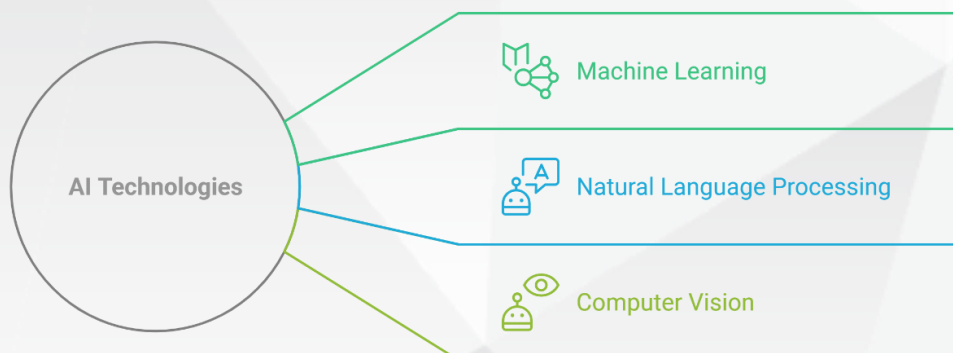 AI Technologies
Machine Learning
A
Natural Language Processing
Computer Vision